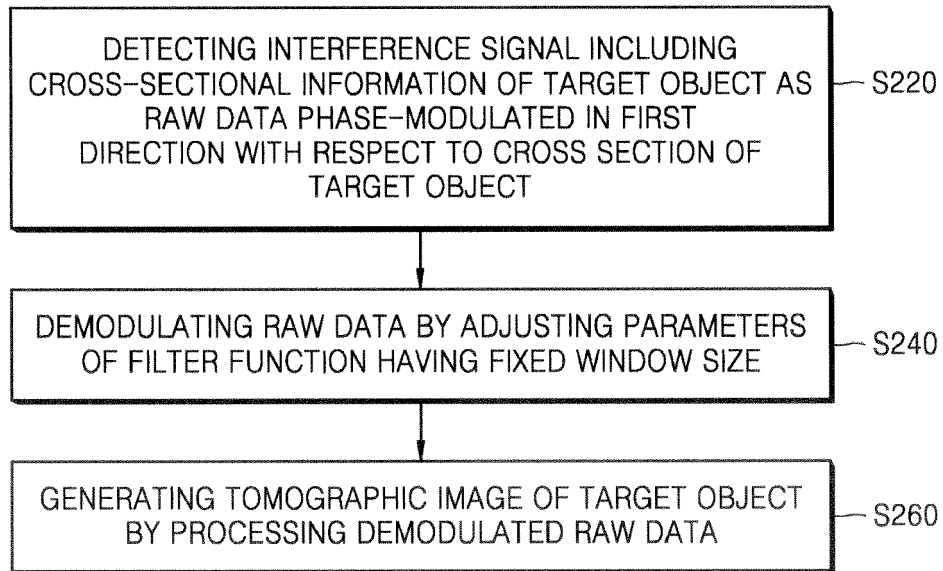 DETECTING INTERFERENCE SIGNAL INCLUDING
CROSS-SECTIONAL INFORMATION OF TARGET OBJECT AS
RAW DATA PHASE-MODULATED IN FIRST
DIRECTION WITH RESPECT TO CROSS SECTION OF
TARGET OBJECT
S220
DEMODULATING RAW DATA BY ADJUSTING PARAMETERS
OF FILTER FUNCTION HAVING FIXED WINDOW SIZE
S240
GENERATING TOMOGRAPHIC IMAGE OF TARGET OBJECT
BY PROCESSING DEMODULATED RAW DATA
S260